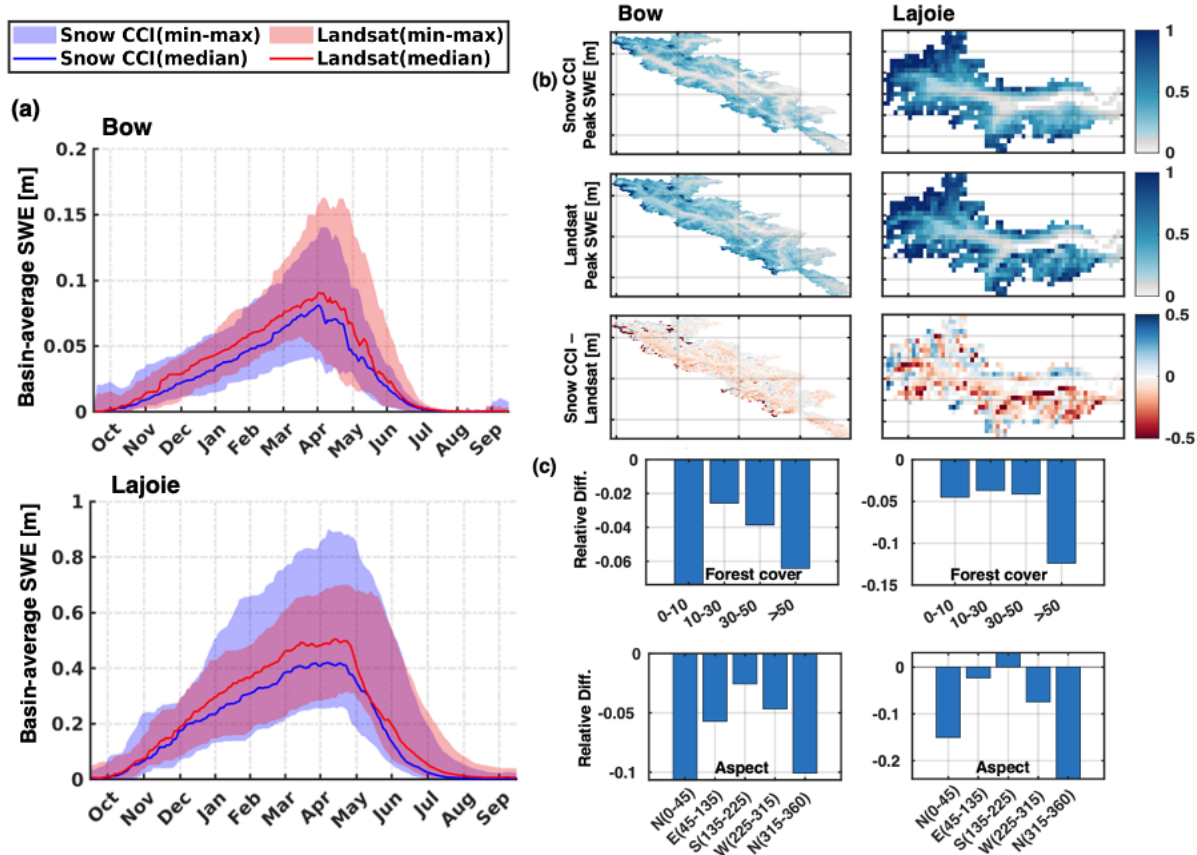 Snow CCI(min-max) Landsat(min-max)
Snow CCI(median) Landsat(median)
(a)
Bow
Basin-average SWE [m]
0.2
0.15
0.1
0.05
0
Oct Nov Dec Jan Feb Mar Apr May Jun Jul Aug Sep
Lajoie
Basin-average SWE [m]
1
0.8
0.6
0.4
0.2
0
Oct Nov Dec Jan Feb Mar Apr May Jun Jul Aug Sep
Bow Lajoie
(b)
Snow CCI
Peak SWE [m]
1
0.5
0
Landsat
Peak SWE [m]
1
0.5
0
Snow CCI –
Landsat [m]
0.5
0
-0.5
(c)
Relative Diff.
0
-0.02
-0.04
-0.06
Forest cover
0-10 10-30 30-50 >50
0
-0.05
-0.1
-0.15
Forest cover
0-10 10-30 30-50 >50
Relative Diff.
0
-0.05
-0.1
Aspect
N(0-45) E(45-135) S(135-225) W(225-315) N(315-360)
0
-0.1
-0.2
Aspect
N(0-45) E(45-135) S(135-225) W(225-315) N(315-360)